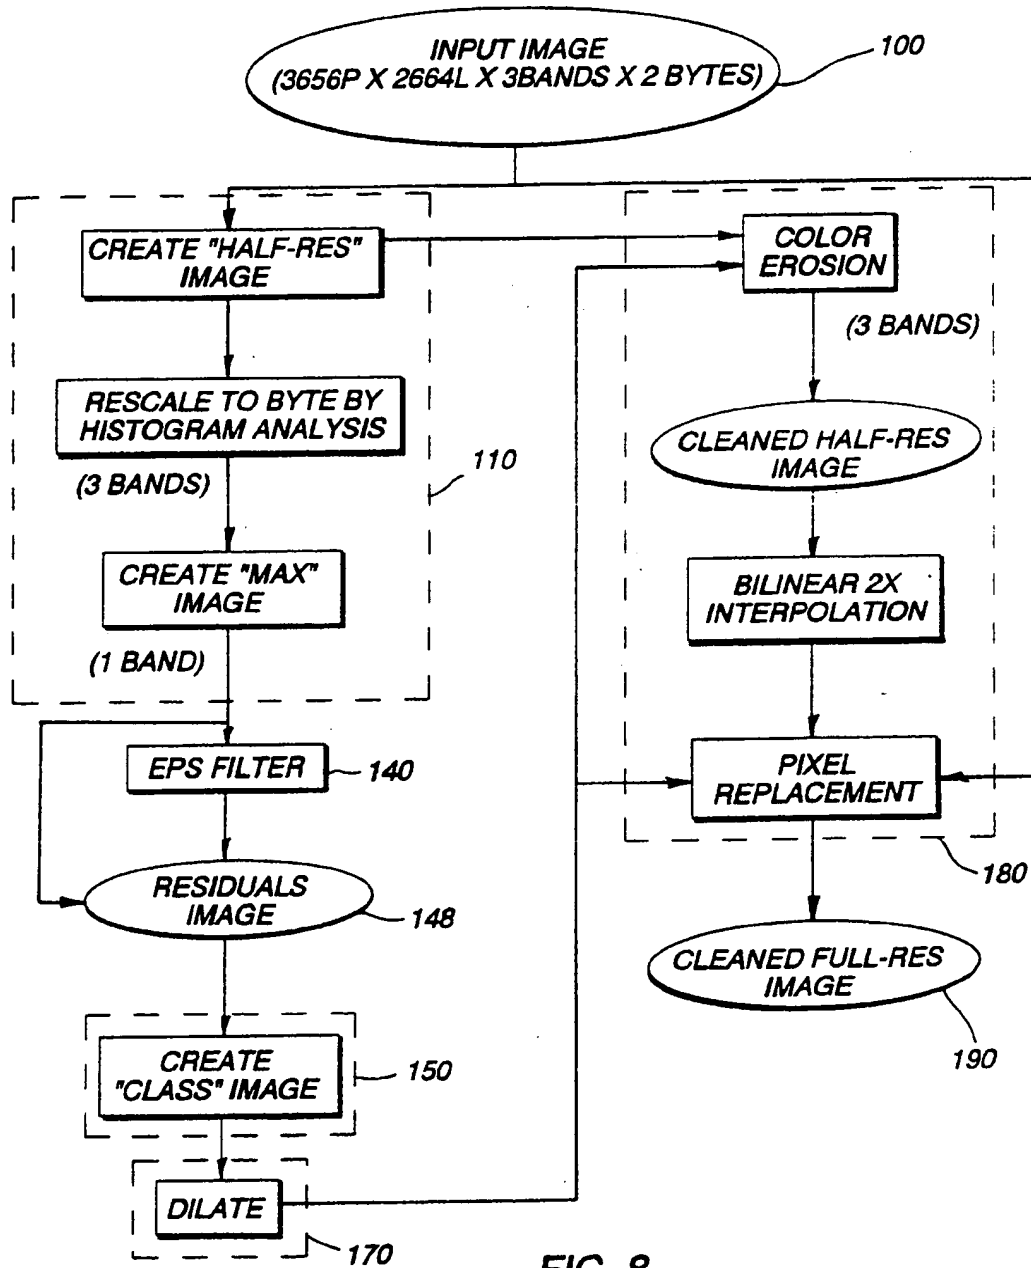 INPUT IMAGE
(3656P X 2664L X 3BANDS X 2 BYTES)
100
CREATE "HALF-RES"
IMAGE
RESCALE TO BYTE BY
HISTOGRAM ANALYSIS
(3 BANDS)
110
CREATE "MAX"
IMAGE
(1 BAND)
EPS FILTER
140
RESIDUALS
IMAGE
148
CREATE
"CLASS" IMAGE
150
DILATE
170
COLOR
EROSION
(3 BANDS)
CLEANED HALF-RES
IMAGE
BILINEAR 2X
INTERPOLATION
PIXEL
REPLACEMENT
180
CLEANED FULL-RES
IMAGE
190
FIG. 8